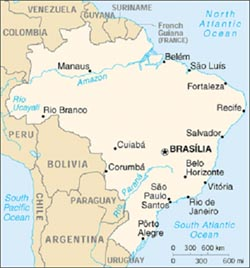 VENEZUELA
SURINAME
GUYANA
French
Guiana
(FRANCE)
North
Atlantic
Ocean
COLOMBIA
Belém
São Luís
Manaus
Amazon
Fortaleza
Rio
Ucayali
Rio Branco
Recife
PERU
Salvador
Cuiabá
BRASÍLIA
BOLIVIA
Corumbá
Belo
Horizonte
Vitória
Rio
Paraná
São
Paulo
Santos
Rio de
Janeiro
PARAGUAY
South
Pacific
Ocean
CHILE
ARGENTINA
Pôrto
Alegre
South Atlantic
Ocean
URUGUAY
0 300 600 km
0 300 600 mi